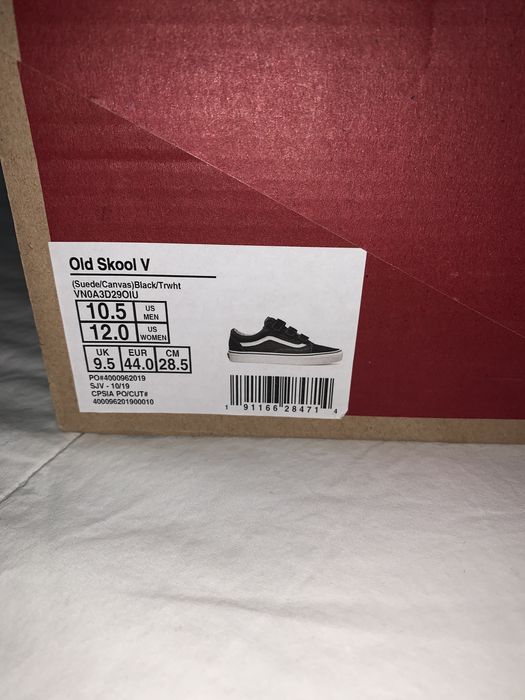 Old Skool V
(Suede/Canvas)Black/Trwht
VN0A3D29OIU
10.5 US MEN
12.0 US WOMEN
UK 9.5 EUR 44.0 CM 28.5
PO#4000962019
SJV - 10/19
CPSIA PO/CUT#
400096201900010
1 91166 28471 4